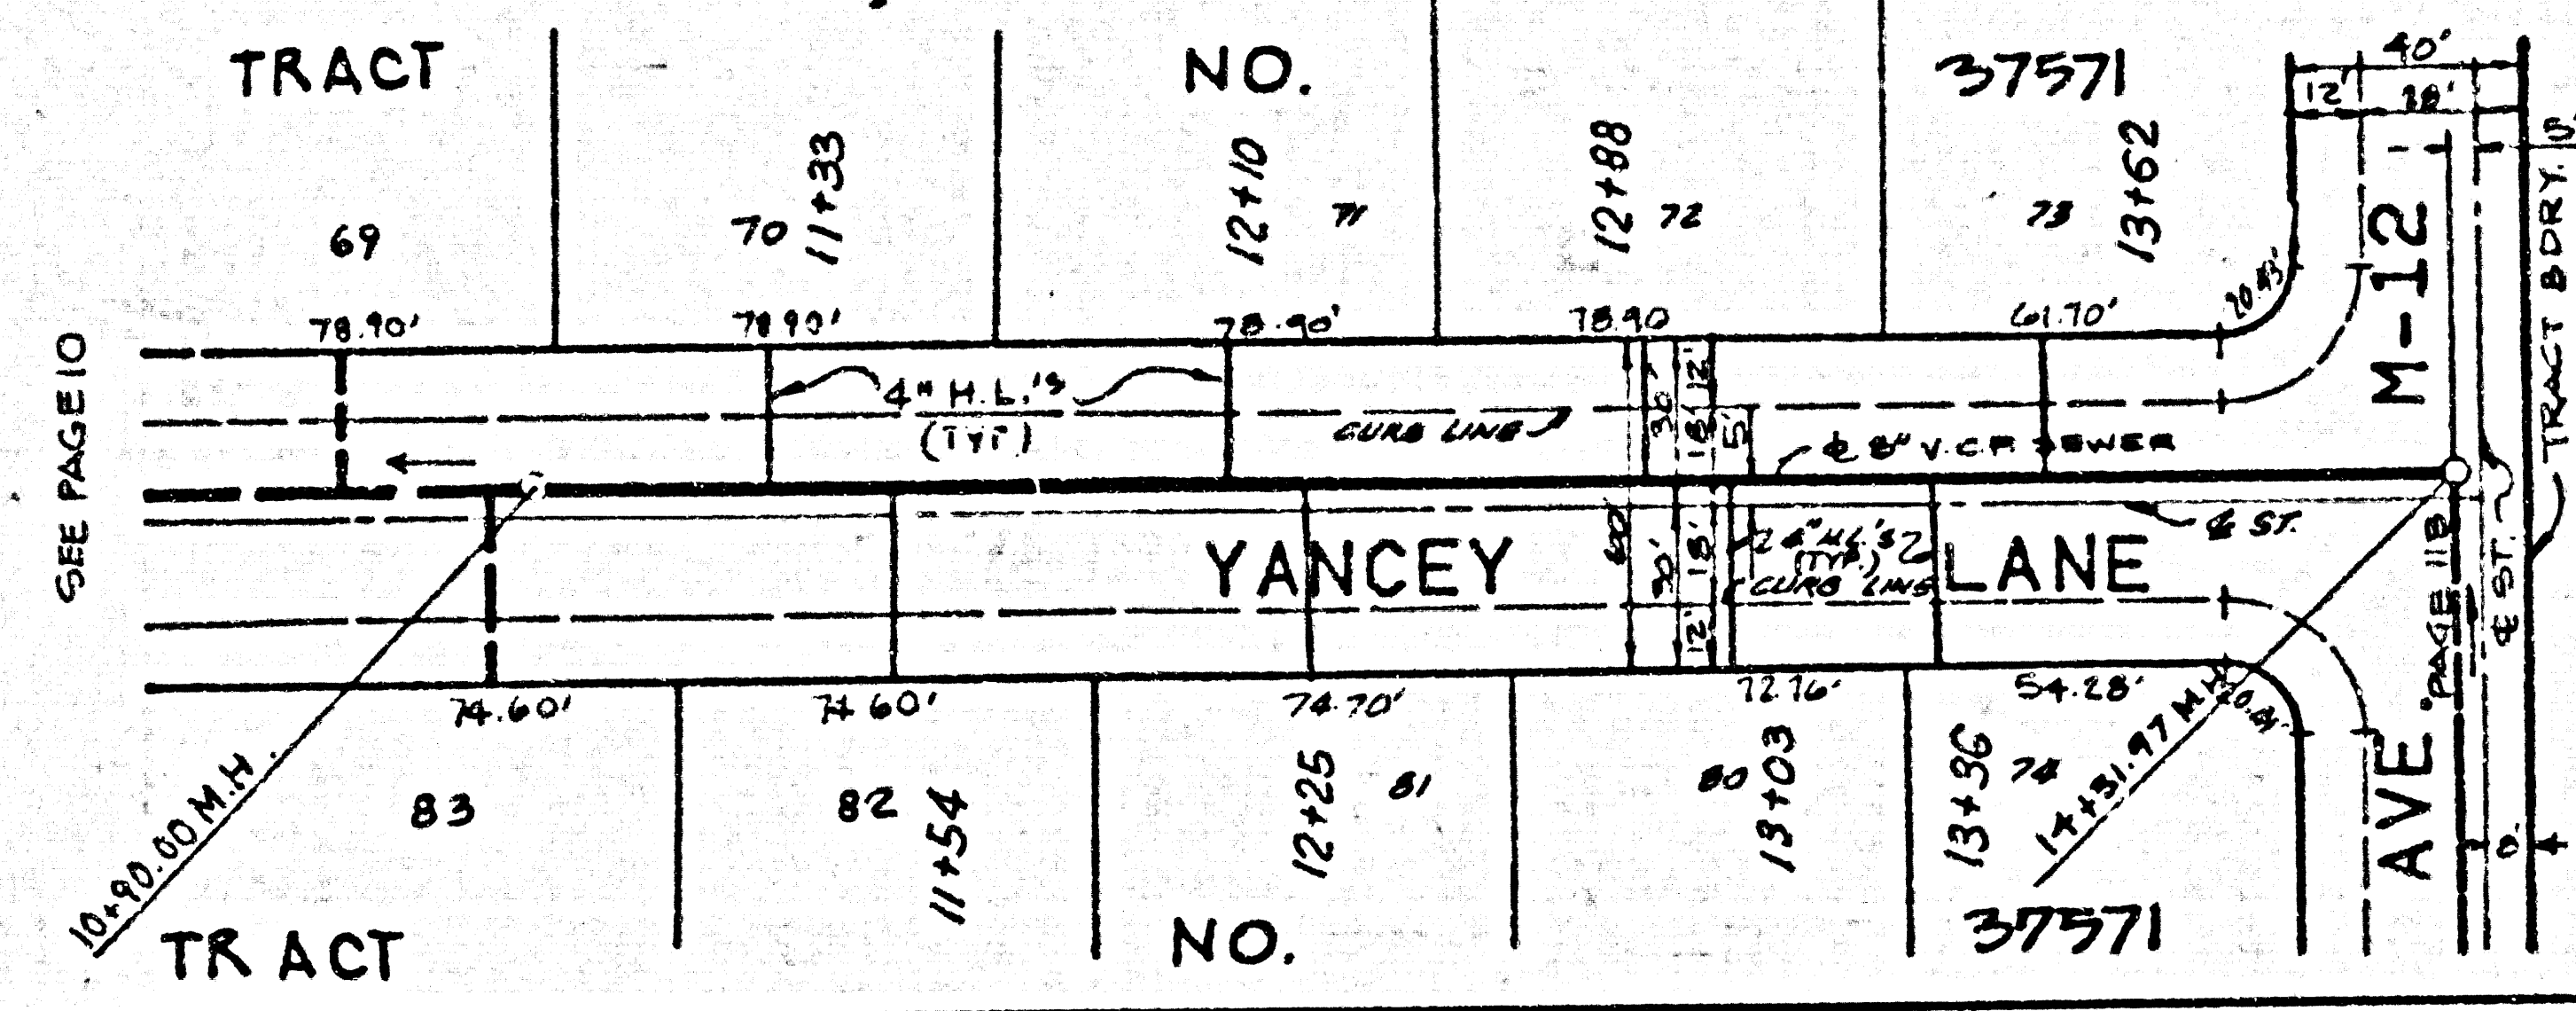 TRACT NO. 37571
40'
12' 18'
5'
69
70
11+33
12+10
71
12+88
72
73
13+62
M-12
TRACT BDRY.
78.90'
78.90'
78.90'
78.90
61.70'
20.43'
SEE PAGE 10
4" H.L.'s
(TYP)
CURB LINE
30'
18' 12'
5'
℄ 8" V.C.P. SEWER
YANCEY LANE
60'
30'
18'
12'
2 4" H.L.'S
(TYP.)
CURB LINE
℄ ST.
PAGE 11B
℄ ST.
74.60'
74.60'
74.70'
72.76'
54.28'
10+90.00 M.H.
83
82
11+54
12+25
81
80
13+03
13+36
74
14+31.97 M.H.
AVE.
TRACT NO. 37571